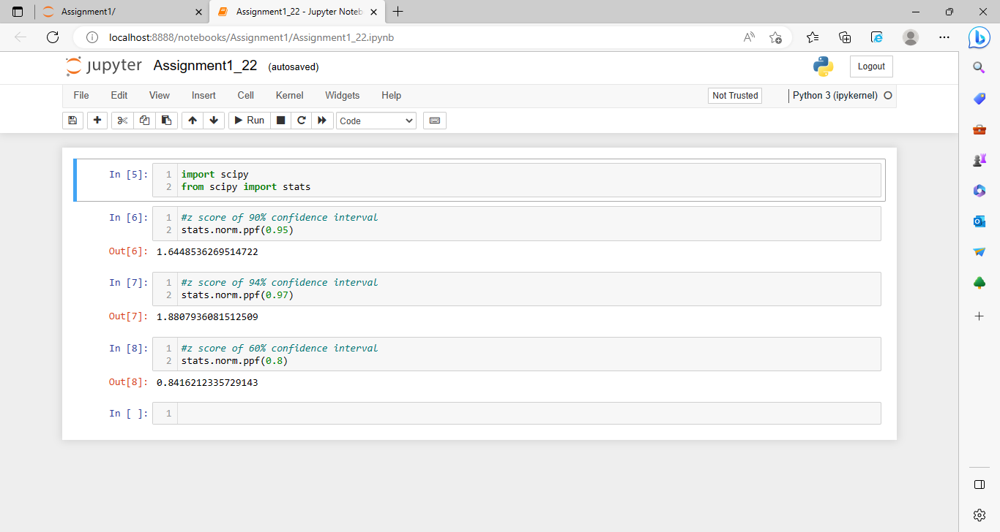 Assignment1/
Assignment1_22 - Jupyter Noteb
localhost:8888/notebooks/Assignment1/Assignment1_22.ipynb
jupyter Assignment1_22 (autosaved)
Logout
File Edit View Insert Cell Kernel Widgets Help
Not Trusted
Python 3 (ipykernel)
Run
Code
In [5]:
1 import scipy
2 from scipy import stats
In [6]:
1 #z score of 90% confidence interval
2 stats.norm.ppf(0.95)
Out[6]: 1.6448536269514722
In [7]:
1 #z score of 94% confidence interval
2 stats.norm.ppf(0.97)
Out[7]: 1.8807936081512509
In [8]:
1 #z score of 60% confidence interval
2 stats.norm.ppf(0.8)
Out[8]: 0.8416212335729143
In [ ]:
1